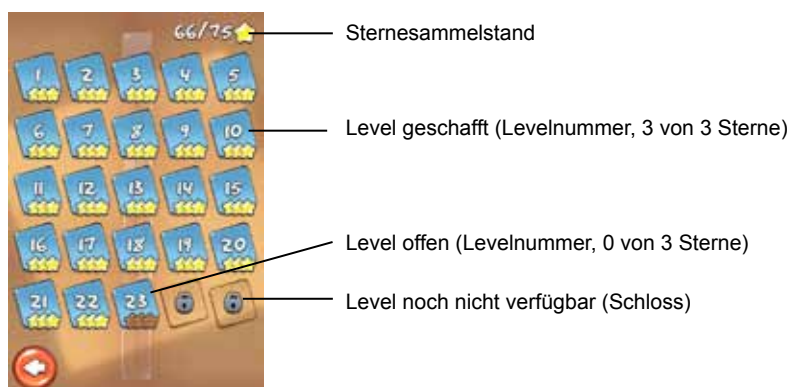 66/75 Sternesammelstand
1 2 3 4 5
6 7 8 9 10 Level geschafft (Levelnummer, 3 von 3 Sterne)
11 12 13 14 15
16 17 18 19 20 Level offen (Levelnummer, 0 von 3 Sterne)
21 22 23 Level noch nicht verfügbar (Schloss)